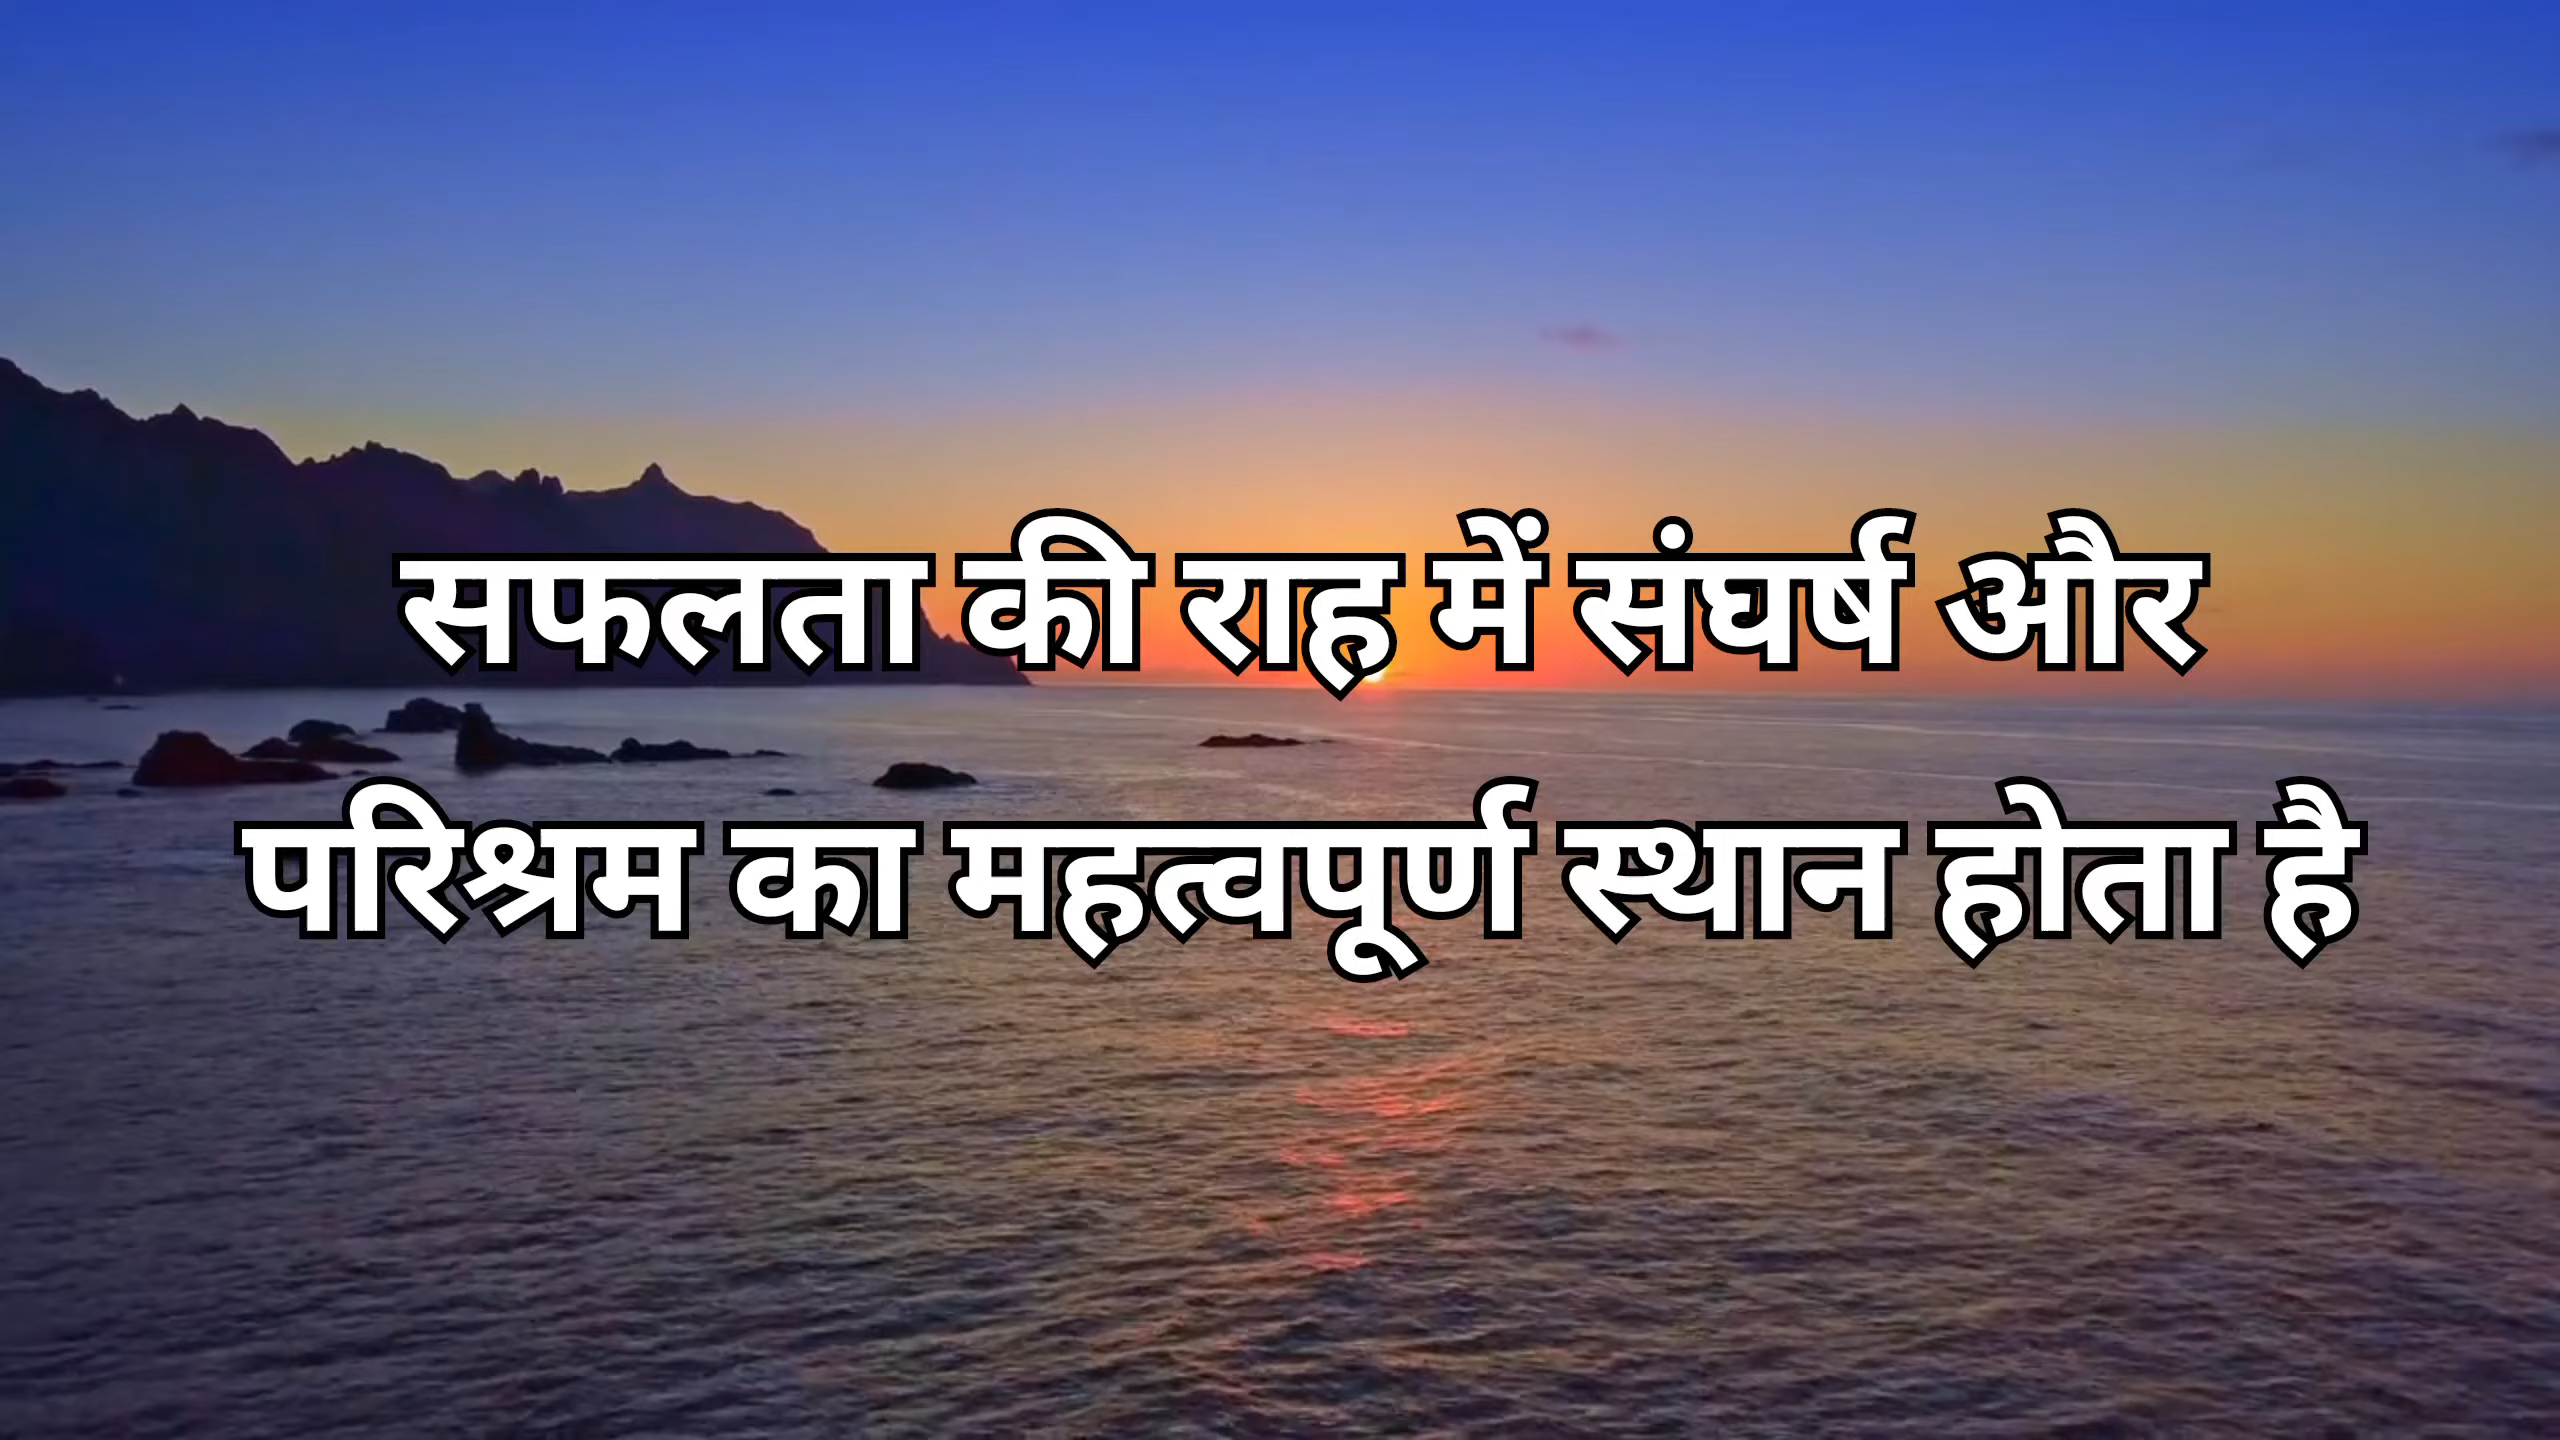 सफलता की राह में संघर्ष और
परिश्रम का महत्वपूर्ण स्थान होता है